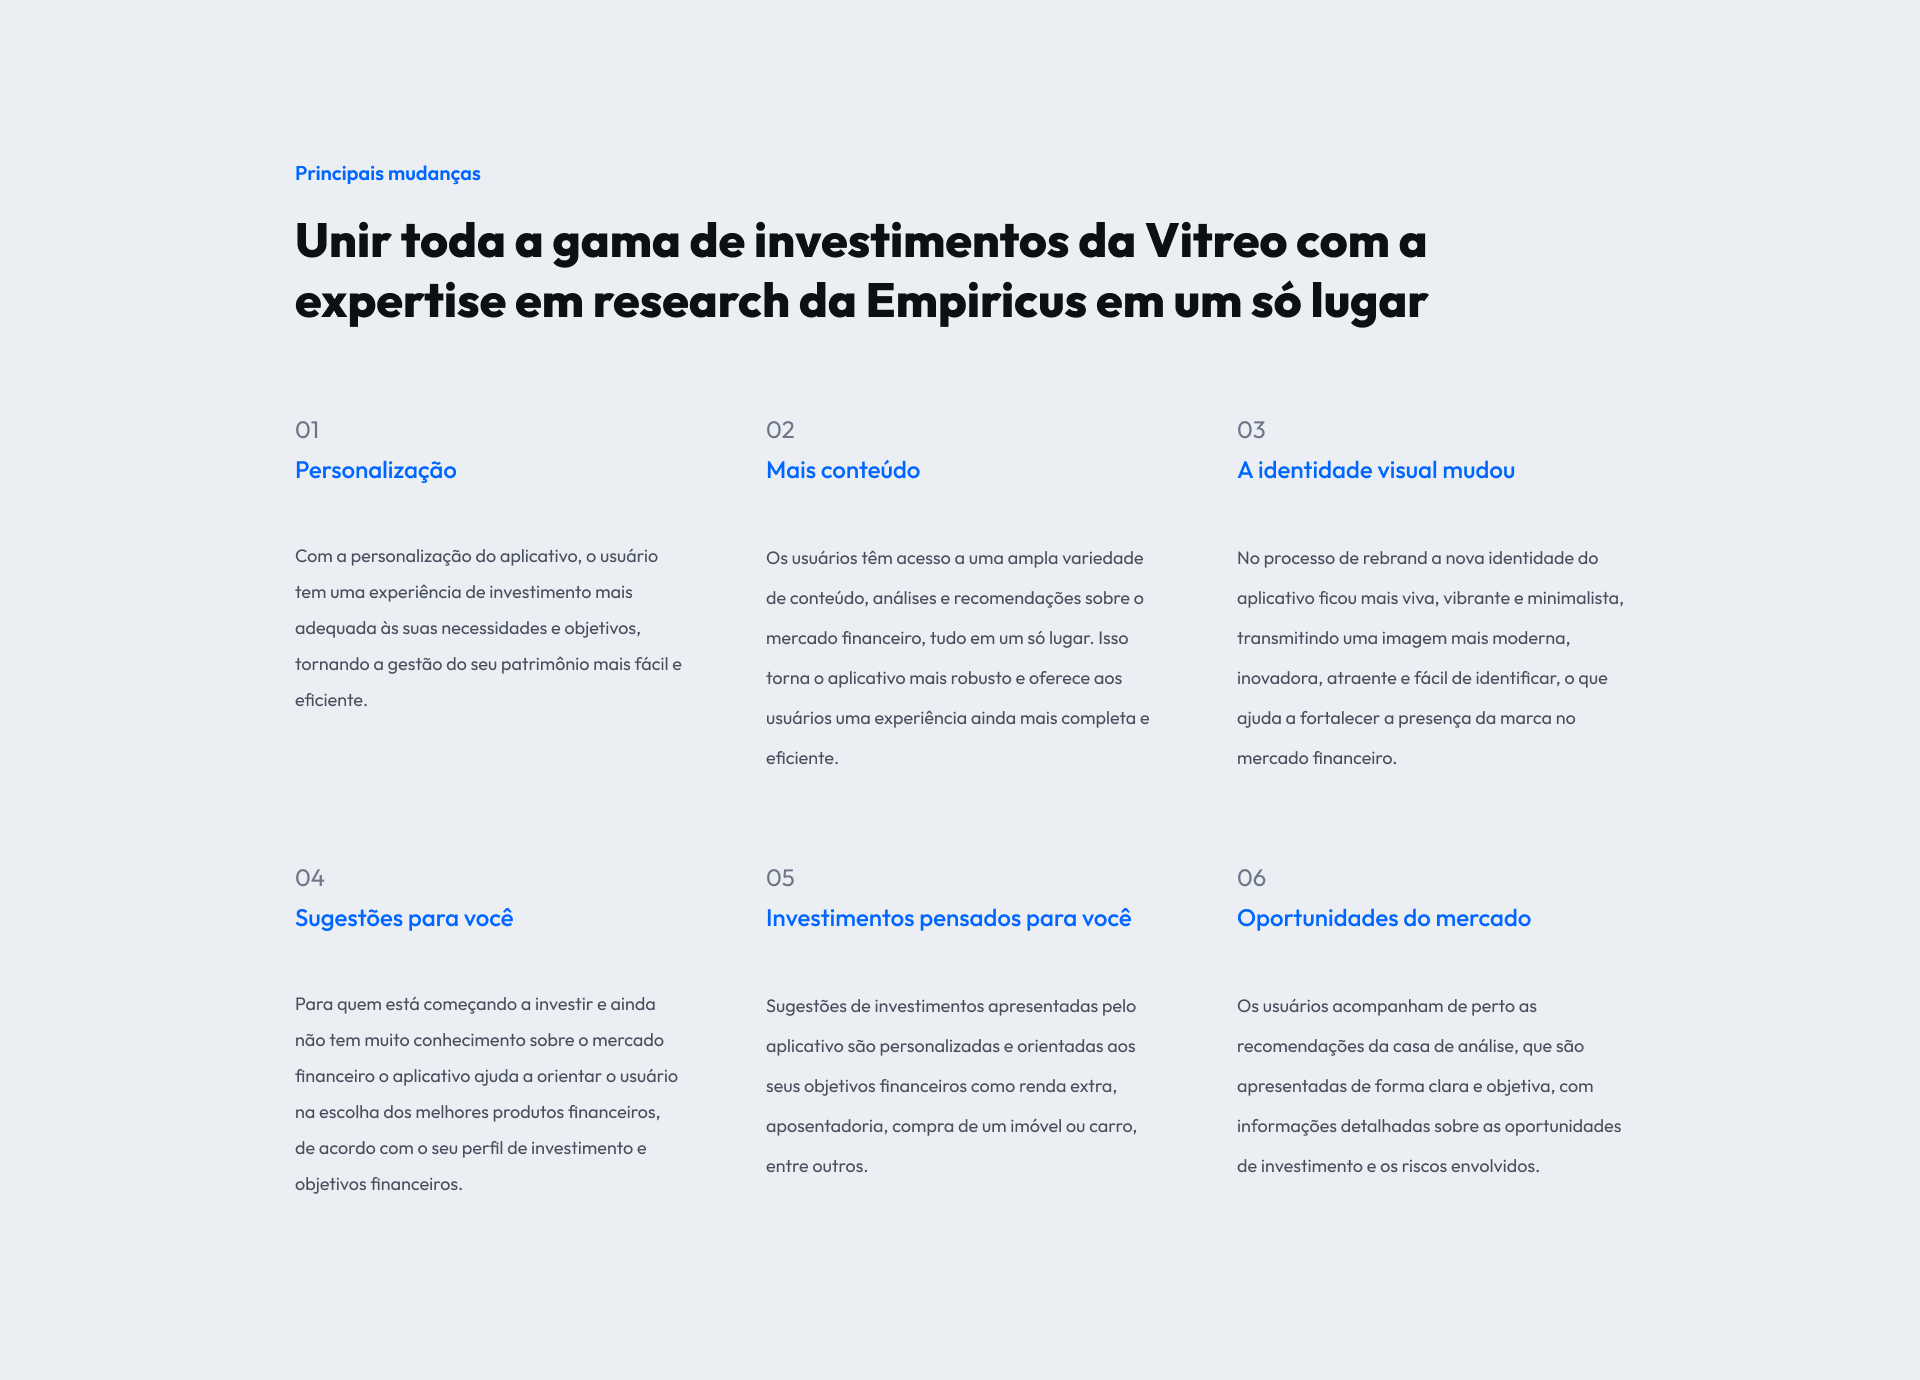 Principais mudanças
Unir toda a gama de investimentos da Vitreo com a
expertise em research da Empiricus em um só lugar
01
Personalização
Com a personalização do aplicativo, o usuário
tem uma experiência de investimento mais
adequada às suas necessidades e objetivos,
tornando a gestão do seu patrimônio mais fácil e
eficiente.
02
Mais conteúdo
Os usuários têm acesso a uma ampla variedade
de conteúdo, análises e recomendações sobre o
mercado financeiro, tudo em um só lugar. Isso
torna o aplicativo mais robusto e oferece aos
usuários uma experiência ainda mais completa e
eficiente.
03
A identidade visual mudou
No processo de rebrand a nova identidade do
aplicativo ficou mais viva, vibrante e minimalista,
transmitindo uma imagem mais moderna,
inovadora, atraente e fácil de identificar, o que
ajuda a fortalecer a presença da marca no
mercado financeiro.
04
Sugestões para você
Para quem está começando a investir e ainda
não tem muito conhecimento sobre o mercado
financeiro o aplicativo ajuda a orientar o usuário
na escolha dos melhores produtos financeiros,
de acordo com o seu perfil de investimento e
objetivos financeiros.
05
Investimentos pensados para você
Sugestões de investimentos apresentadas pelo
aplicativo são personalizadas e orientadas aos
seus objetivos financeiros como renda extra,
aposentadoria, compra de um imóvel ou carro,
entre outros.
06
Oportunidades do mercado
Os usuários acompanham de perto as
recomendações da casa de análise, que são
apresentadas de forma clara e objetiva, com
informações detalhadas sobre as oportunidades
de investimento e os riscos envolvidos.